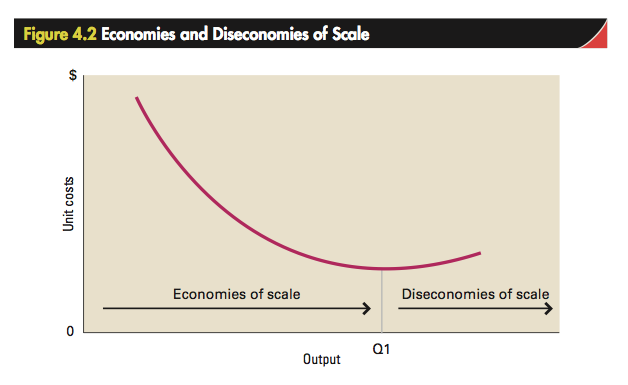 Figure 4.2 Economies and Diseconomies of Scale
$
Unit costs
Economies of scale
Diseconomies of scale
0
Q1
Output